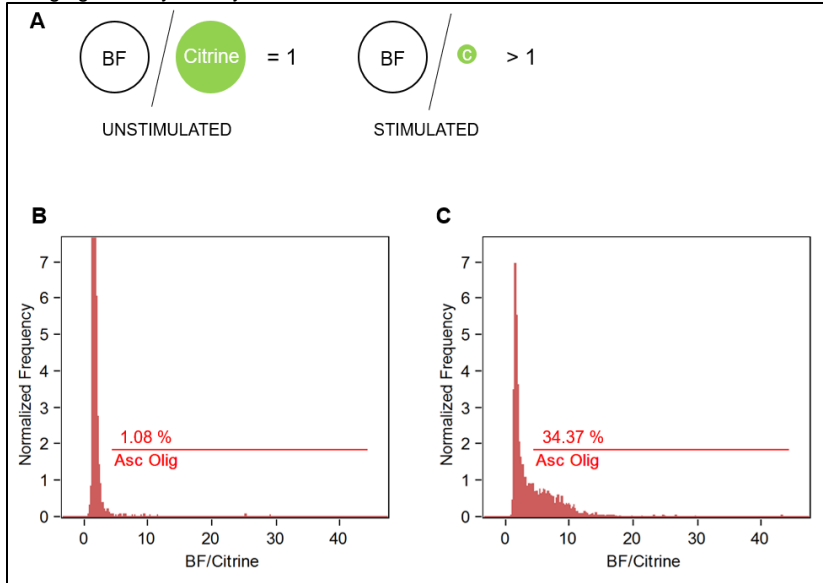 A
BF
Citrine
= 1
BF
C
> 1
UNSTIMULATED
STIMULATED
B
C
Normalized Frequency
7
6
5
4
3
2
1
0
1.08 %
Asc Olig
0
10
20
30
40
BF/Citrine
Normalized Frequency
7
6
5
4
3
2
1
0
34.37 %
Asc Olig
0
10
20
30
40
BF/Citrine